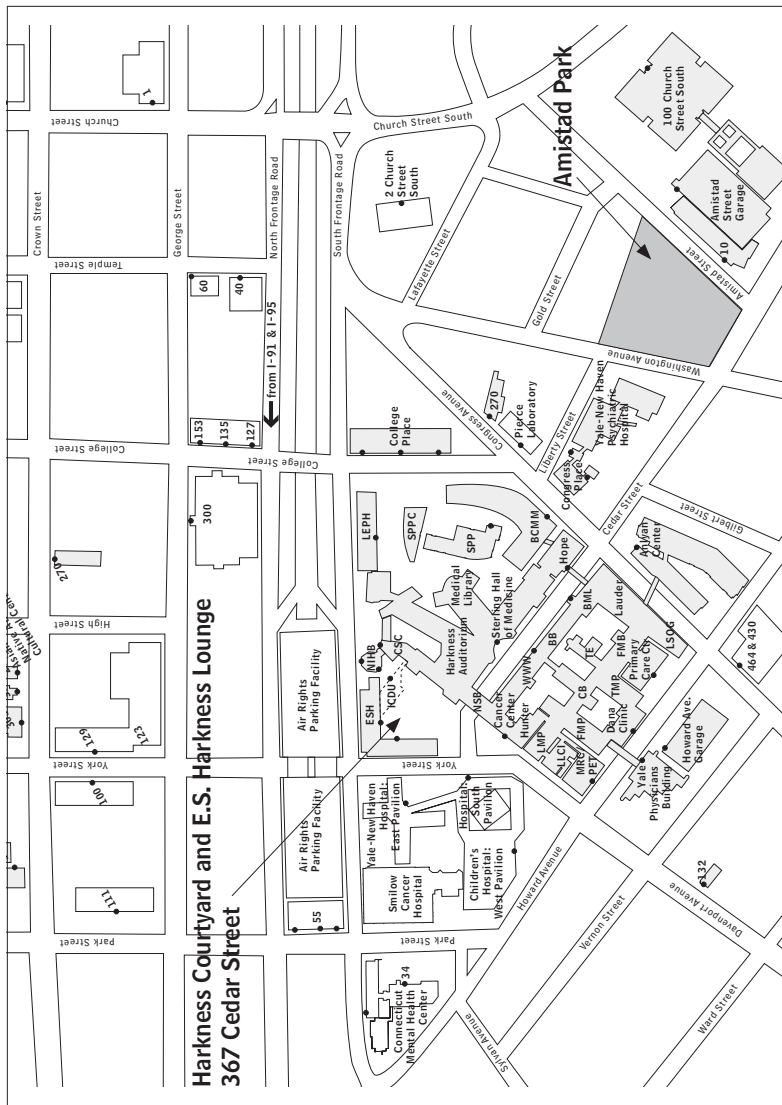 Crown Street
270
1
111
100
129
123
Park Street
York Street
High Street
College Street
Temple Street
Church Street
George Street
Harkness Courtyard and E.S. Harkness Lounge
367 Cedar Street
300
153
135
127
60
40
from I-91 & I-95
North Frontage Road
55
Air Rights
Parking Facility
Air Rights
Parking Facility
College Street
South Frontage Road
Connecticut
Mental Health
Center
34
Park Street
Smilow
Cancer
Hospital
Yale-New Haven
Hospital:
East Pavilion
York Street
ESH
NIHB
ICDU
CSC
LEPH
College
Place
2 Church
Street
South
Church Street South
Children's
Hospital:
West Pavilion
Hospital:
South
Pavilion
Harkness
Auditorium
Medical
Library
SPPC
SPP
Lafayette Street
Sterling Hall
of Medicine
NSB
BCMM
Congress Avenue
270
Pierce
Laboratory
Sylvan Avenue
Howard Avenue
Cancer
Center
Hunter
WWW
BB
BML
Hope
Liberty Street
Gold Street
Amistad Park
LMP
LLCI
MRC
PET
FMP
CB
TE
TMP
FMB
Lauder
Dana
Clinic
Primary
Care Ctr.
LSOG
Congress
Place
Yale-New Haven
Psychiatric
Hospital
Cedar Street
Vernon Street
Yale
Physicians
Building
Howard Ave.
Garage
Anlyan
Center
Gilbert Street
Washington Avenue
Amistad Street
10
Amistad
Street
Garage
100 Church
Street South
Ward Street
Davenport Avenue
132
464 & 430